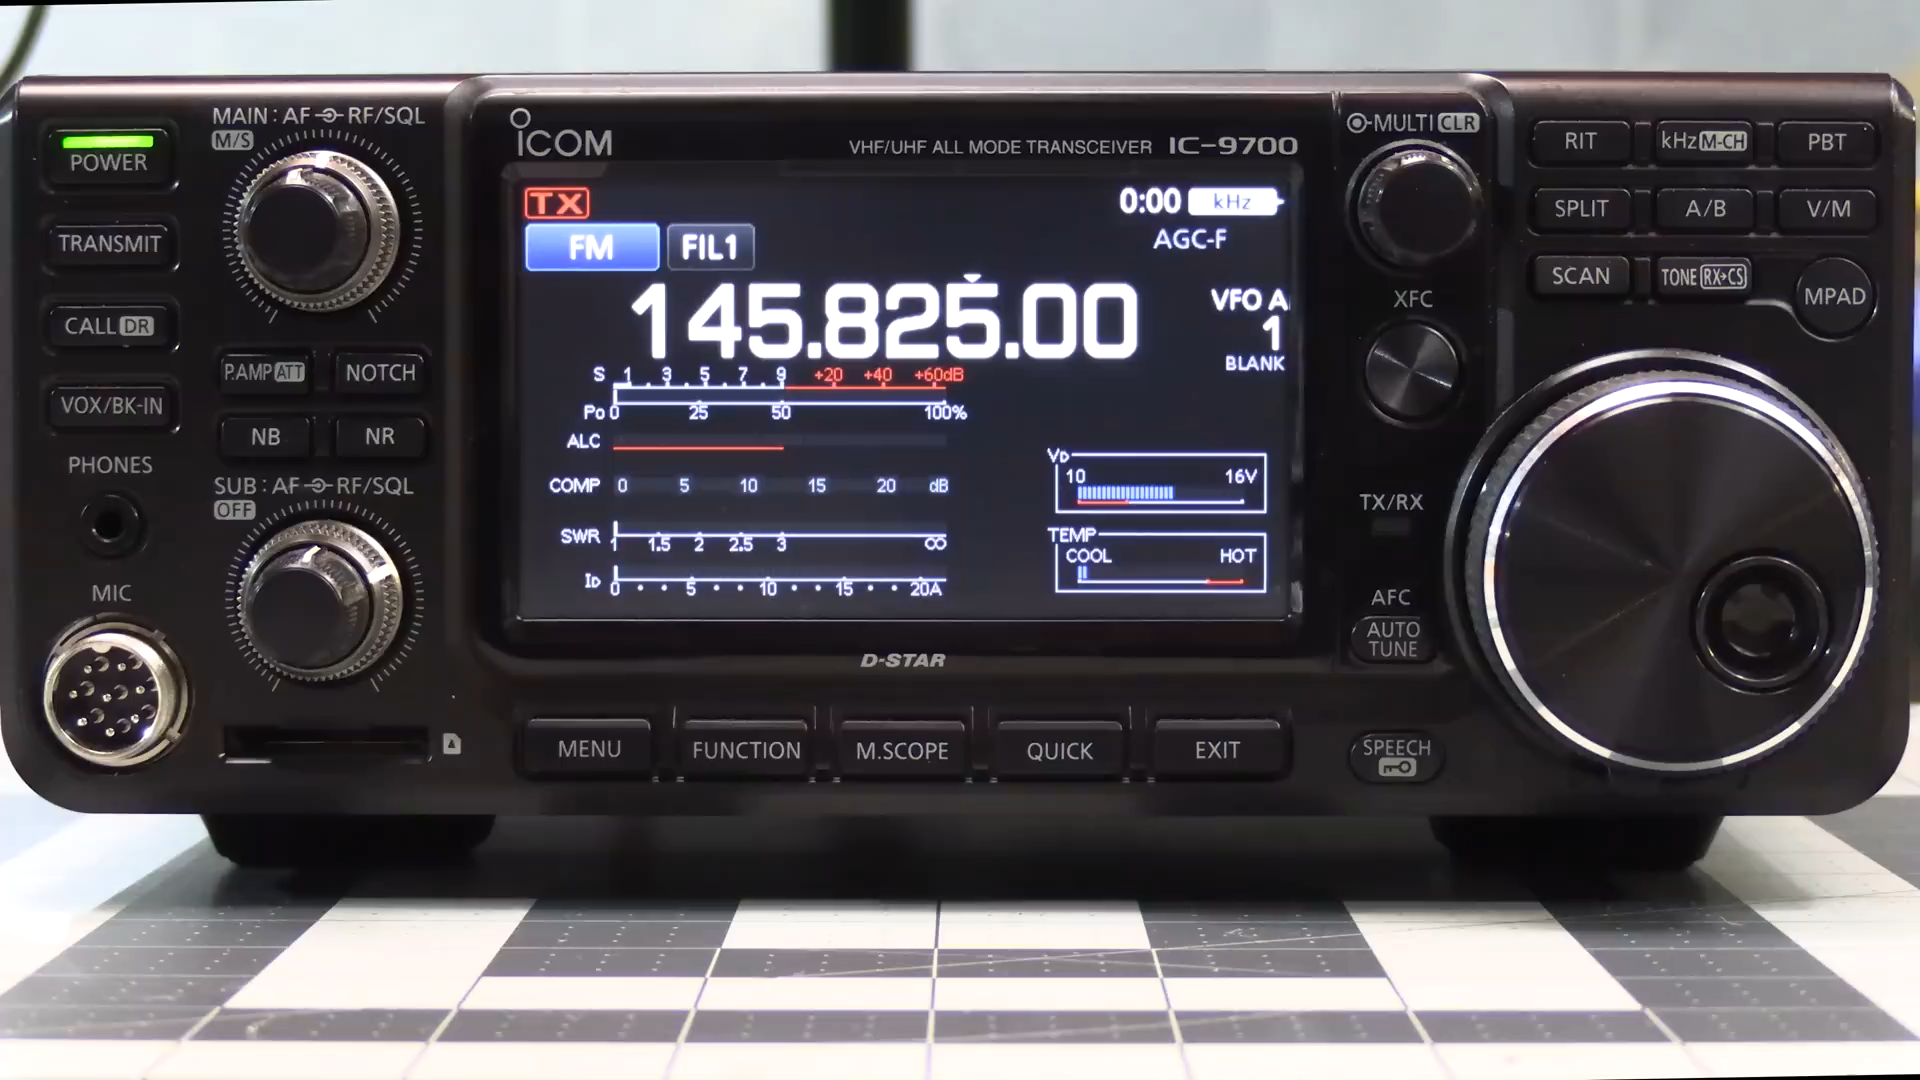 MAIN : AF RF/SQL
M/S
POWER
TRANSMIT
CALL DR
VOX/BK-IN
P.AMP ATT NOTCH
NB NR
PHONES
SUB : AF RF/SQL
OFF
MIC
ICOM
VHF/UHF ALL MODE TRANSCEIVER IC-9700
TX
0:00 kHz
FM FIL1
AGC-F
145.825.00
VFO A
1
BLANK
S 1 3 5 7 9 +20 +40 +60dB
Po 0 25 50 100%
ALC
COMP 0 5 10 15 20 dB
SWR 1 1.5 2 2.5 3 ∞
ID 0 5 10 15 20A
VD
10 16V
TEMP
COOL HOT
D-STAR
MENU FUNCTION M.SCOPE QUICK EXIT
MULTI CLR
XFC
TX/RX
AFC
AUTO
TUNE
SPEECH
RIT kHz M-CH PBT
SPLIT A/B V/M
SCAN TONE RX→CS
MPAD